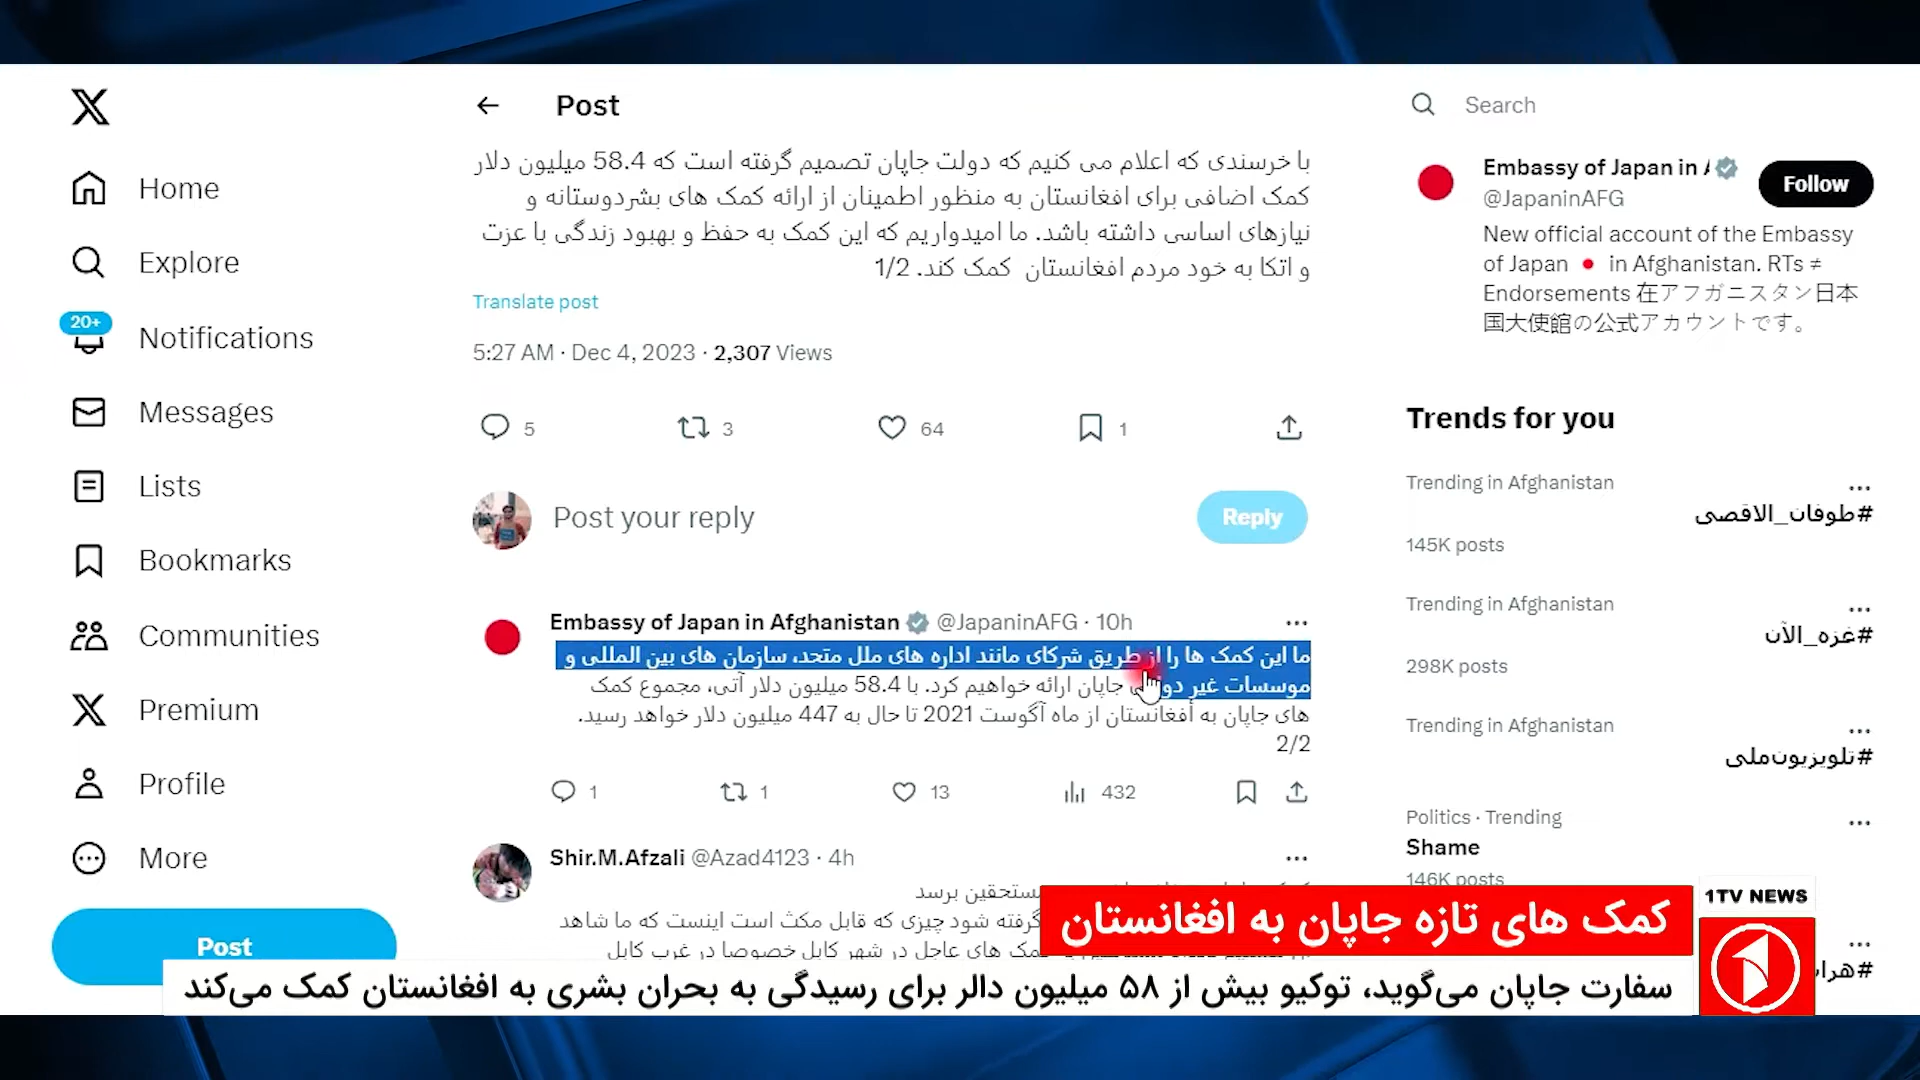 Home
Explore
20+
Notifications
Messages
Lists
Bookmarks
Communities
Premium
Profile
More
Post
Post
با خرسندی که اعلام می کنیم که دولت جاپان تصمیم گرفته است که 58.4 میلیون دلار
کمک اضافی برای افغانستان به منظور اطمینان از ارائه کمک های بشردوستانه و
نیازهای اساسی داشته باشد. ما امیدواریم که این کمک به حفظ و بهبود زندگی با عزت
و اتکا به خود مردم افغانستان کمک کند. 1/2
Translate post
5:27 AM · Dec 4, 2023 · 2,307 Views
5 3 64 1
Post your reply
Reply
Embassy of Japan in Afghanistan @JapaninAFG · 10h
ما این کمک ها را از طریق شرکای مانند اداره های ملل متحد، سازمان های بین المللی و
موسسات غیر جاپان ارائه خواهیم کرد. با 58.4 میلیون دلار آتی، مجموع کمک
های جاپان به افغانستان از ماه آگوست 2021 تا حال به 447 میلیون دلار خواهد رسید.
2/2
1 1 13 432
Shir.M.Afzali @Azad4123 · 4h
مستحقین برسد
گرفته شود چیزی که قابل مکث است اینست که ما شاهد
کمک های عاجل در شهر کابل خصوصا در غرب کابل
Search
Embassy of Japan in
@JapaninAFG
Follow
New official account of the Embassy
of Japan in Afghanistan. RTs ≠
Endorsements 在アフガニスタン日本
国大使館の公式アカウントです。
Trends for you
Trending in Afghanistan
#طوفان_الاقصى
145K posts
Trending in Afghanistan
#غزه_الآن
298K posts
Trending in Afghanistan
#تلویزیون‌ملی
Politics · Trending
Shame
146K posts
1TV NEWS
کمک های تازه جاپان به افغانستان
سفارت جاپان می‌گوید، توکیو بیش از ۵۸ میلیون دالر برای رسیدگی به بحران بشری به افغانستان کمک می‌کند